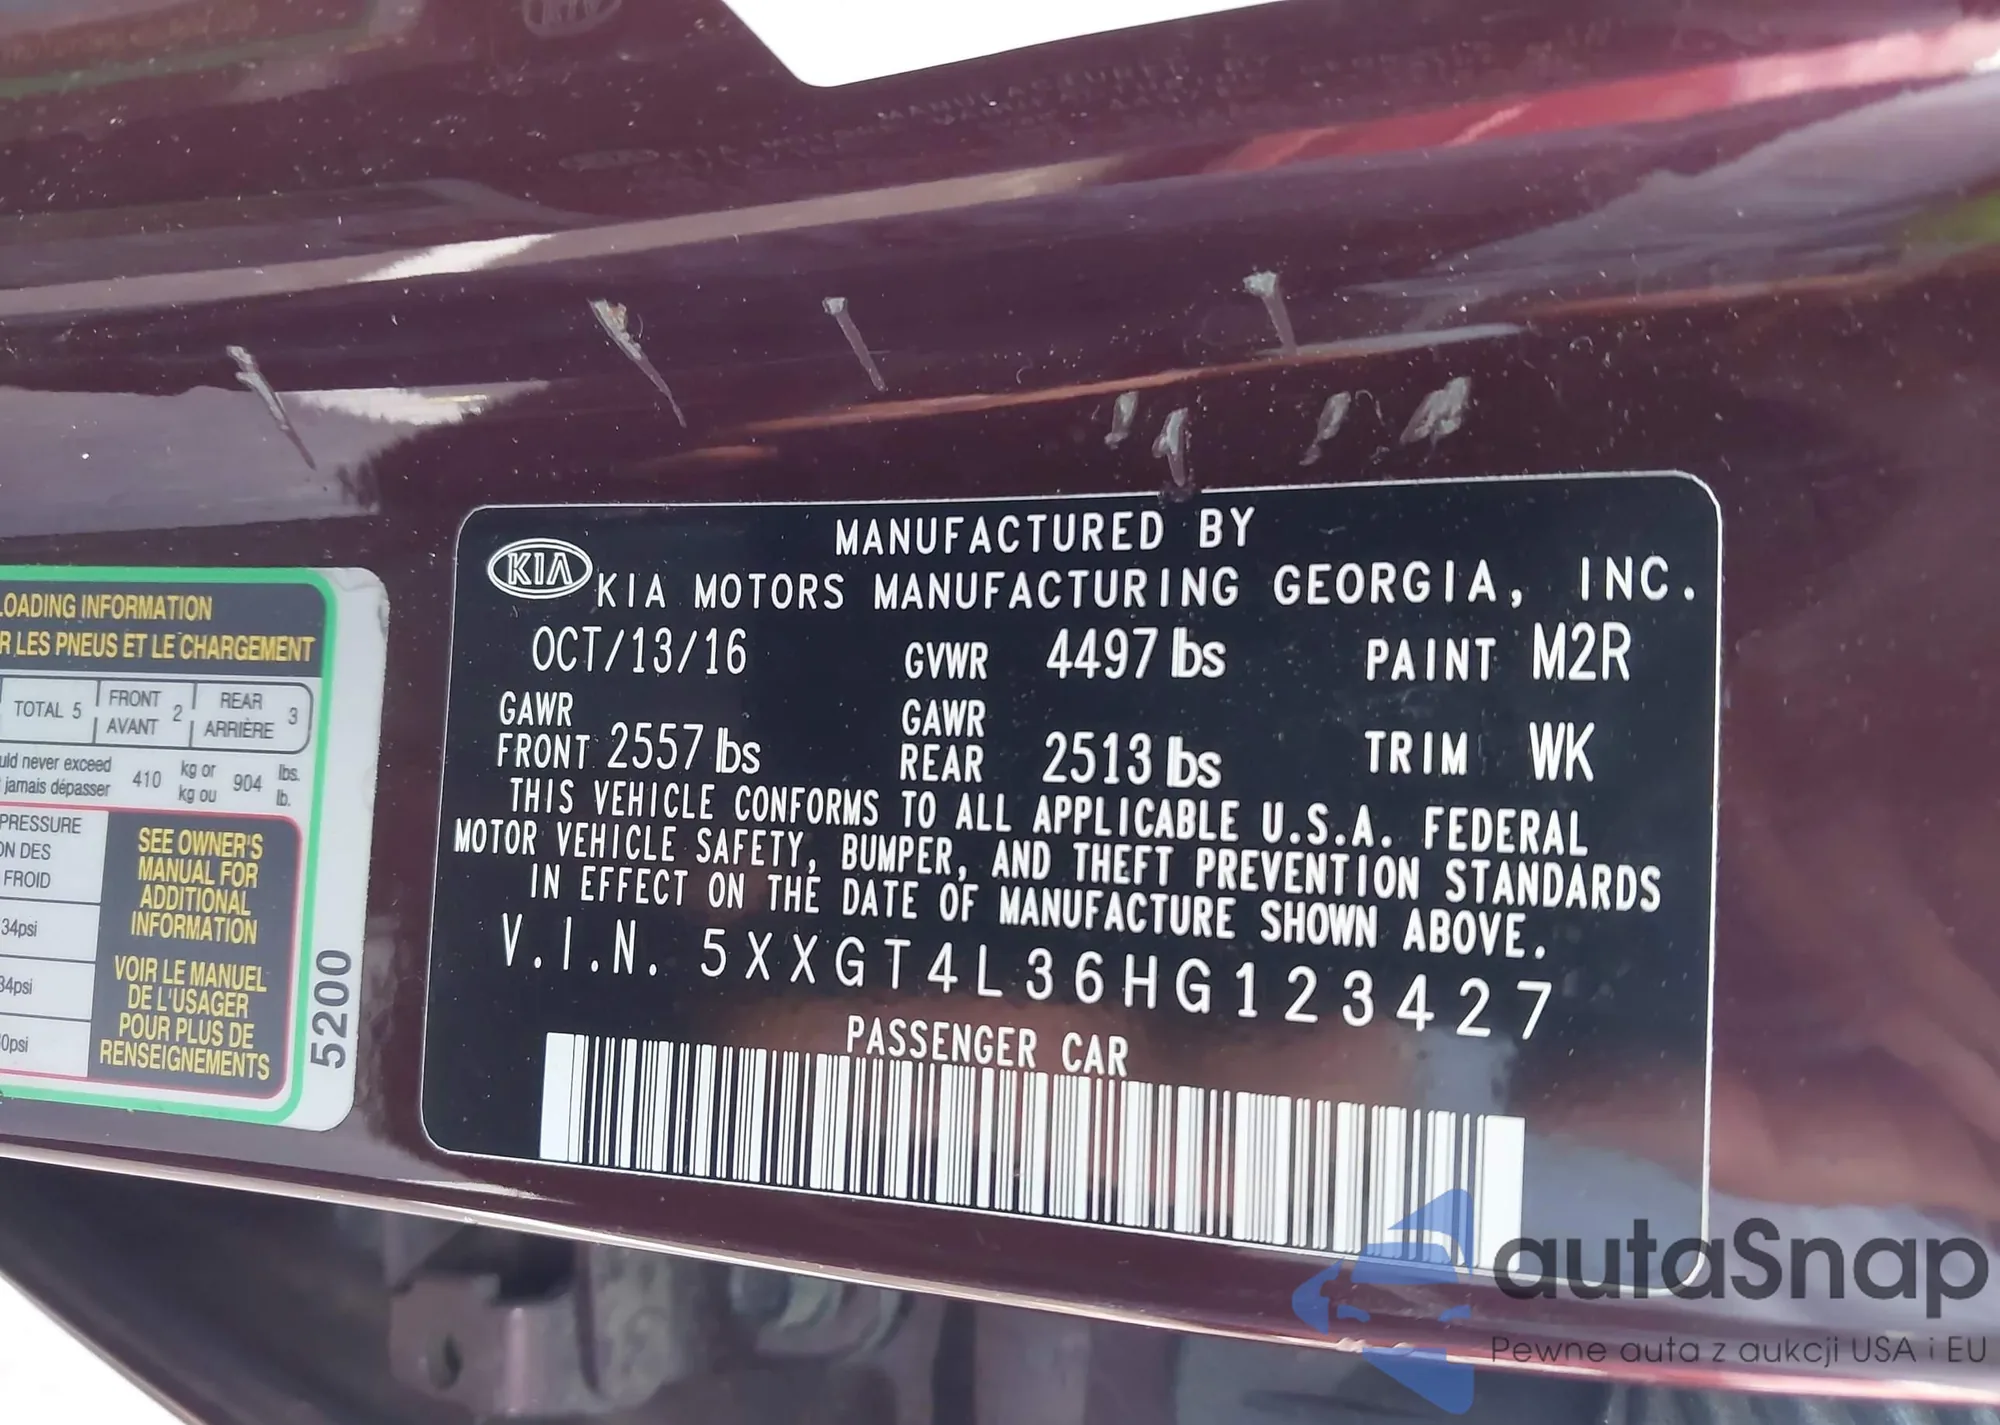 LOADING INFORMATION
R LES PNEUS ET LE CHARGEMENT
TOTAL 5
FRONT
AVANT
2
REAR
ARRIÈRE
3
uld never exceed
jamais dépasser
410
kg or
kg ou
904
lbs.
lb.
PRESSURE
ON DES
FROID
34psi
34psi
0psi
SEE OWNER'S
MANUAL FOR
ADDITIONAL
INFORMATION
VOIR LE MANUEL
DE L'USAGER
POUR PLUS DE
RENSEIGNEMENTS
5200
MANUFACTURED BY
KIA KIA MOTORS MANUFACTURING GEORGIA, INC.
OCT/13/16 GVWR 4497 lbs PAINT M2R
GAWR FRONT 2557 lbs GAWR REAR 2513 lbs TRIM WK
THIS VEHICLE CONFORMS TO ALL APPLICABLE U.S.A. FEDERAL
MOTOR VEHICLE SAFETY, BUMPER, AND THEFT PREVENTION STANDARDS
IN EFFECT ON THE DATE OF MANUFACTURE SHOWN ABOVE.
V.I.N. 5XXGT4L36HG123427
PASSENGER CAR
autaSnap
Pewne auta z aukcji USA i EU